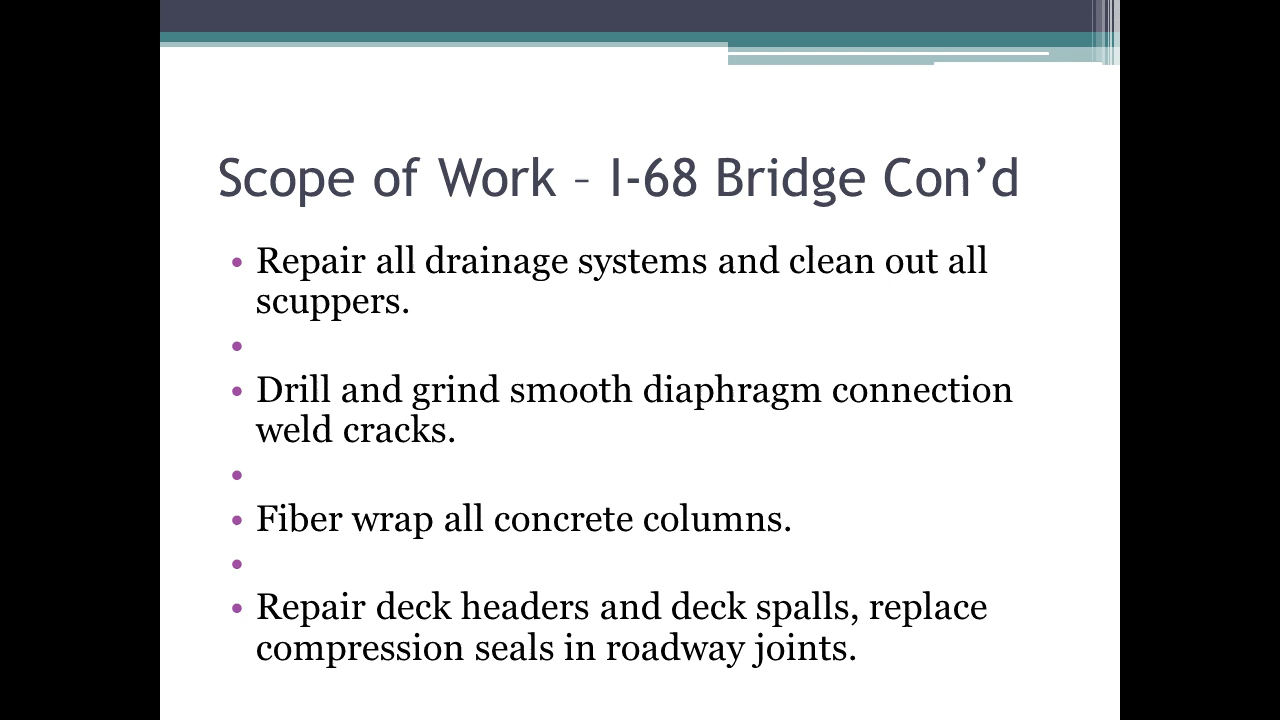 Scope of Work – I-68 Bridge Con’d
• Repair all drainage systems and clean out all
scuppers.
•
• Drill and grind smooth diaphragm connection
weld cracks.
•
• Fiber wrap all concrete columns.
•
• Repair deck headers and deck spalls, replace
compression seals in roadway joints.